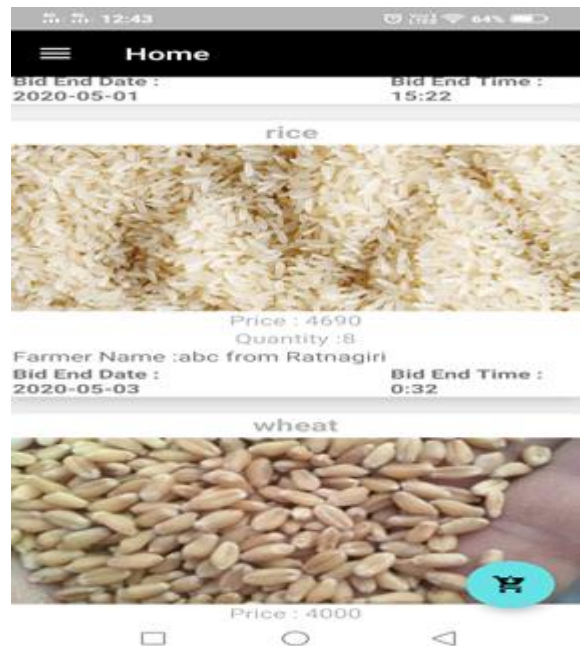 12:43 64%
Home
Bid End Date : Bid End Time :
2020-05-01 15:22
rice
Price : 4690
Quantity :8
Farmer Name :abc from Ratnagiri
Bid End Date : Bid End Time :
2020-05-03 0:32
wheat
Price : 4000